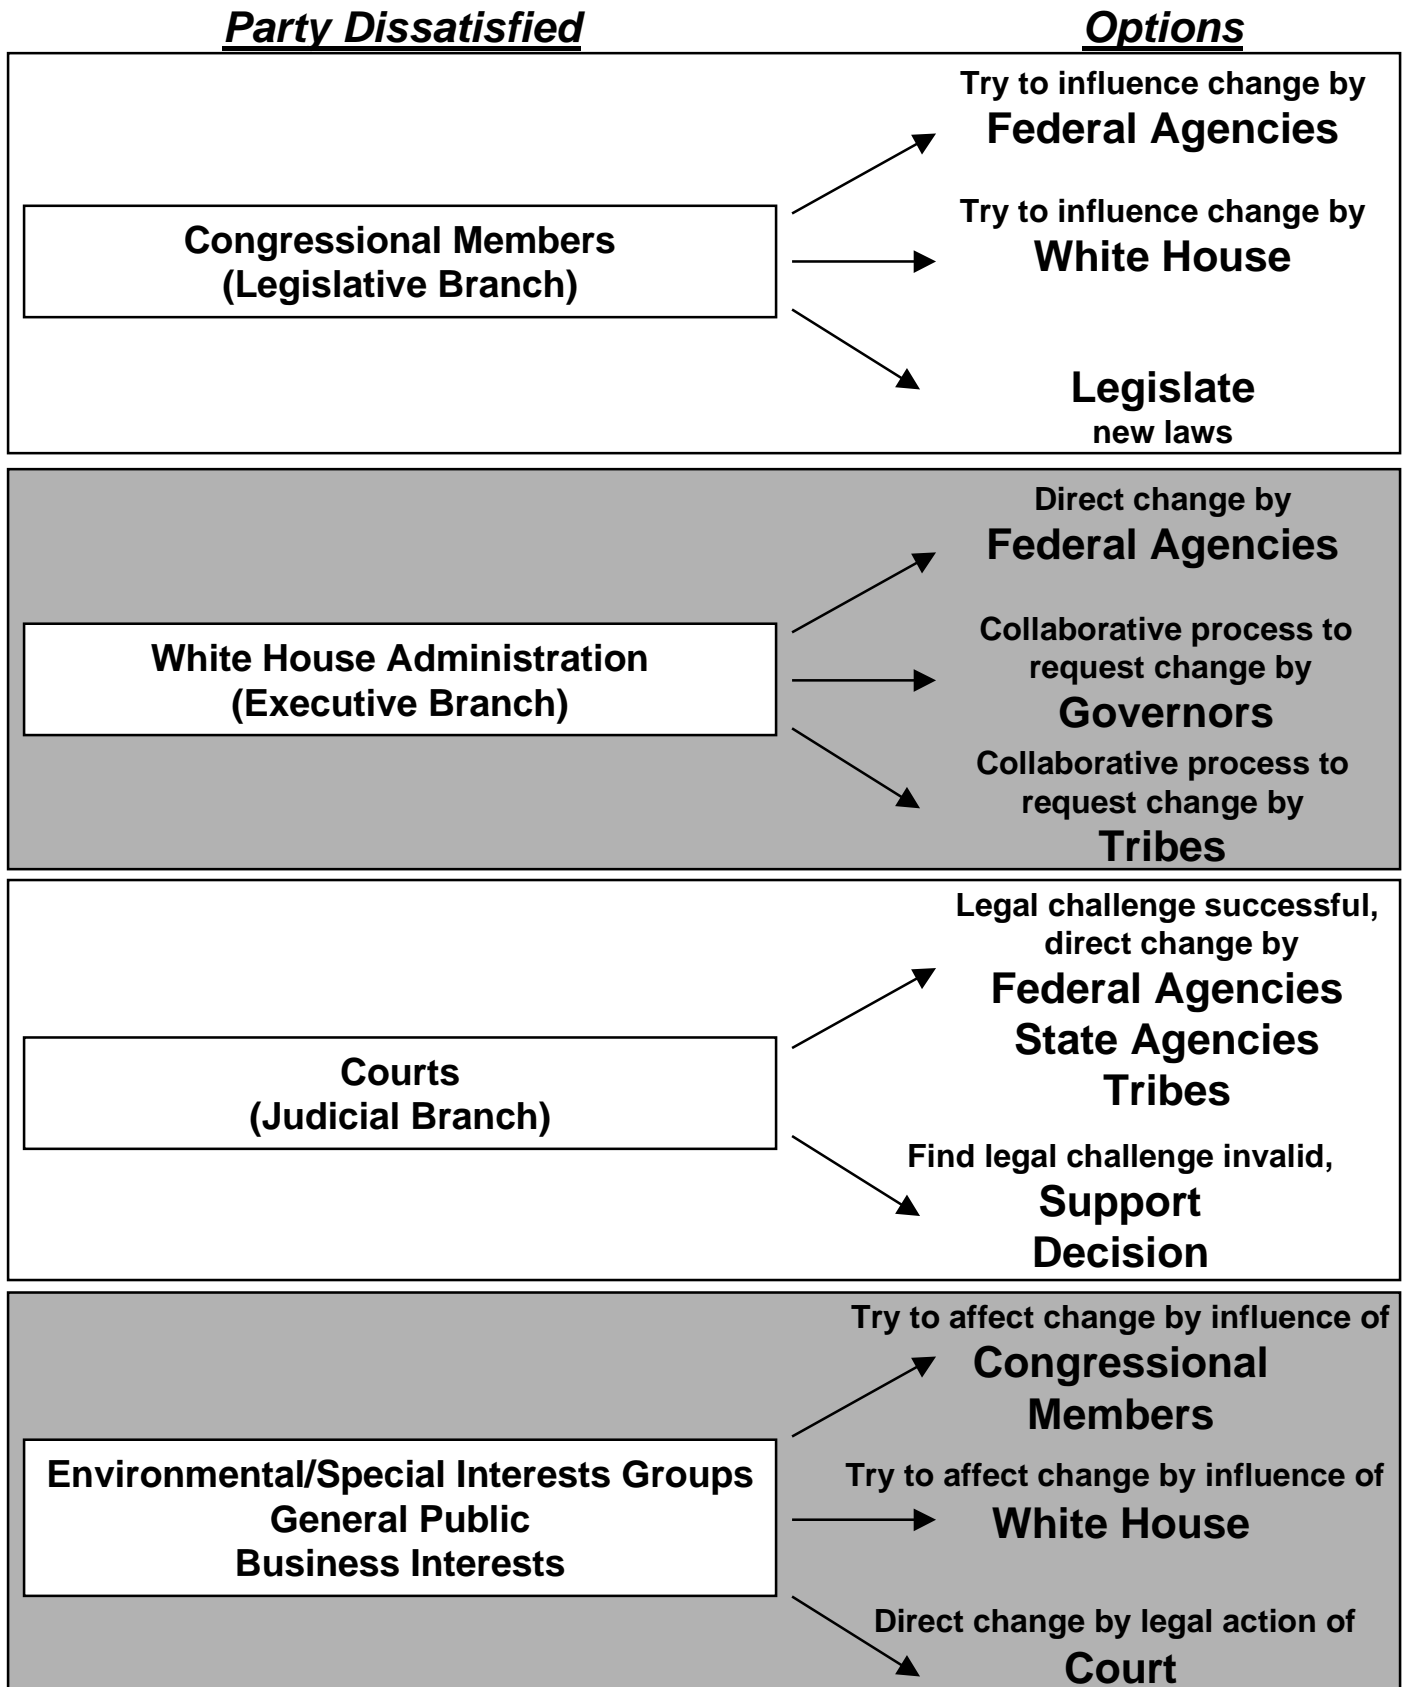 Party Dissatisfied
Options
Try to influence change by
Federal Agencies
Try to influence change by
White House
Congressional Members
(Legislative Branch)
Legislate
new laws
Direct change by
Federal Agencies
Collaborative process to
request change by
Governors
White House Administration
(Executive Branch)
Collaborative process to
request change by
Tribes
Legal challenge successful,
direct change by
Federal Agencies
State Agencies
Tribes
Courts
(Judicial Branch)
Find legal challenge invalid,
Support
Decision
Try to affect change by influence of
Congressional
Members
Environmental/Special Interests Groups
General Public
Business Interests
Try to affect change by influence of
White House
Direct change by legal action of
Court